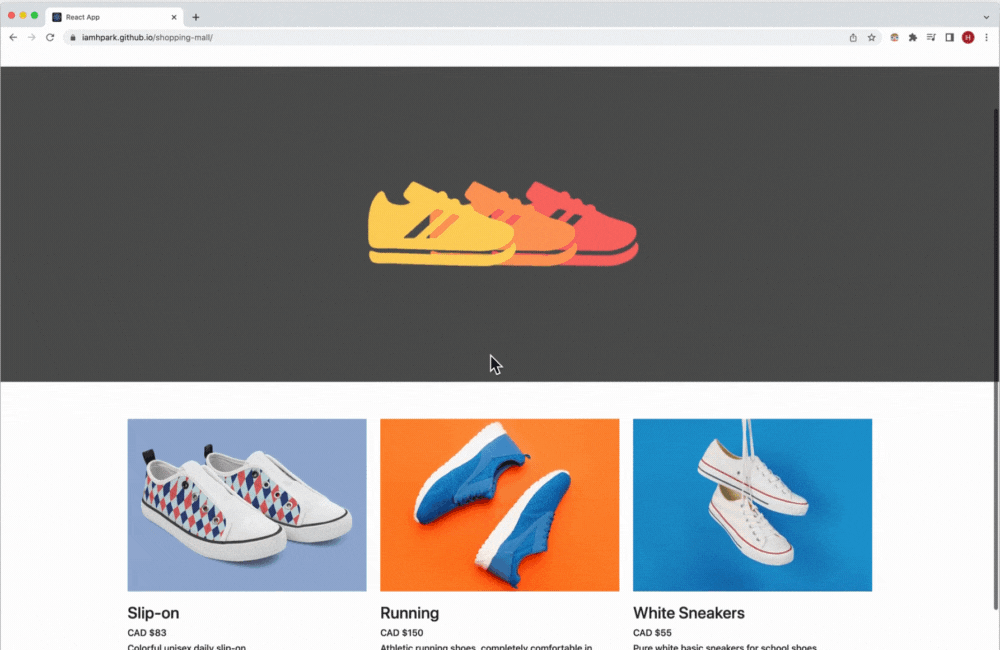 React App
iamhpark.github.io/shopping-mall/
H
Slip-on
Running
White Sneakers
CAD $83
CAD $150
CAD $55
Colorful unisex daily slip-on
Athletic running shoes, completely comfortable in
Pure white basic sneakers for school shoes